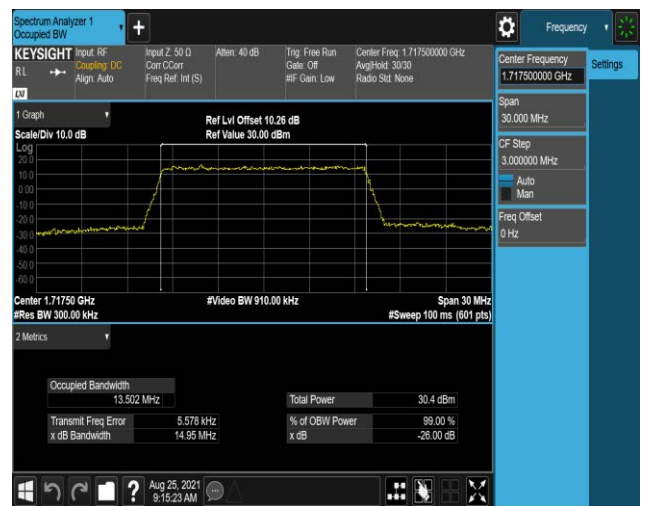 Spectrum Analyzer 1
Occupied BW
+
Frequency
KEYSIGHT
R L
LXI
Input: RF
Coupling: DC
Align: Auto
Input Z: 50 Ω
Corr CCorr
Freq Ref: Int (S)
Atten: 40 dB
Trig: Free Run
Gate: Off
#IF Gain: Low
Center Freq: 1.717500000 GHz
Avg|Hold: 30/30
Radio Std: None
Center Frequency
1.717500000 GHz
Settings
Span
30.000 MHz
CF Step
3.000000 MHz
Auto
Man
Freq Offset
0 Hz
1 Graph
Scale/Div 10.0 dB
Ref Lvl Offset 10.26 dB
Ref Value 30.00 dBm
Log
20.0
10.0
0.00
-10.0
-20.0
-30.0
-40.0
-50.0
-60.0
Center 1.71750 GHz
#Video BW 910.00 kHz
Span 30 MHz
#Res BW 300.00 kHz
#Sweep 100 ms (601 pts)
2 Metrics
Occupied Bandwidth
13.502 MHz
Total Power 30.4 dBm
Transmit Freq Error 5.578 kHz
% of OBW Power 99.00 %
x dB Bandwidth 14.95 MHz
x dB -26.00 dB
?
Aug 25, 2021
9:15:23 AM